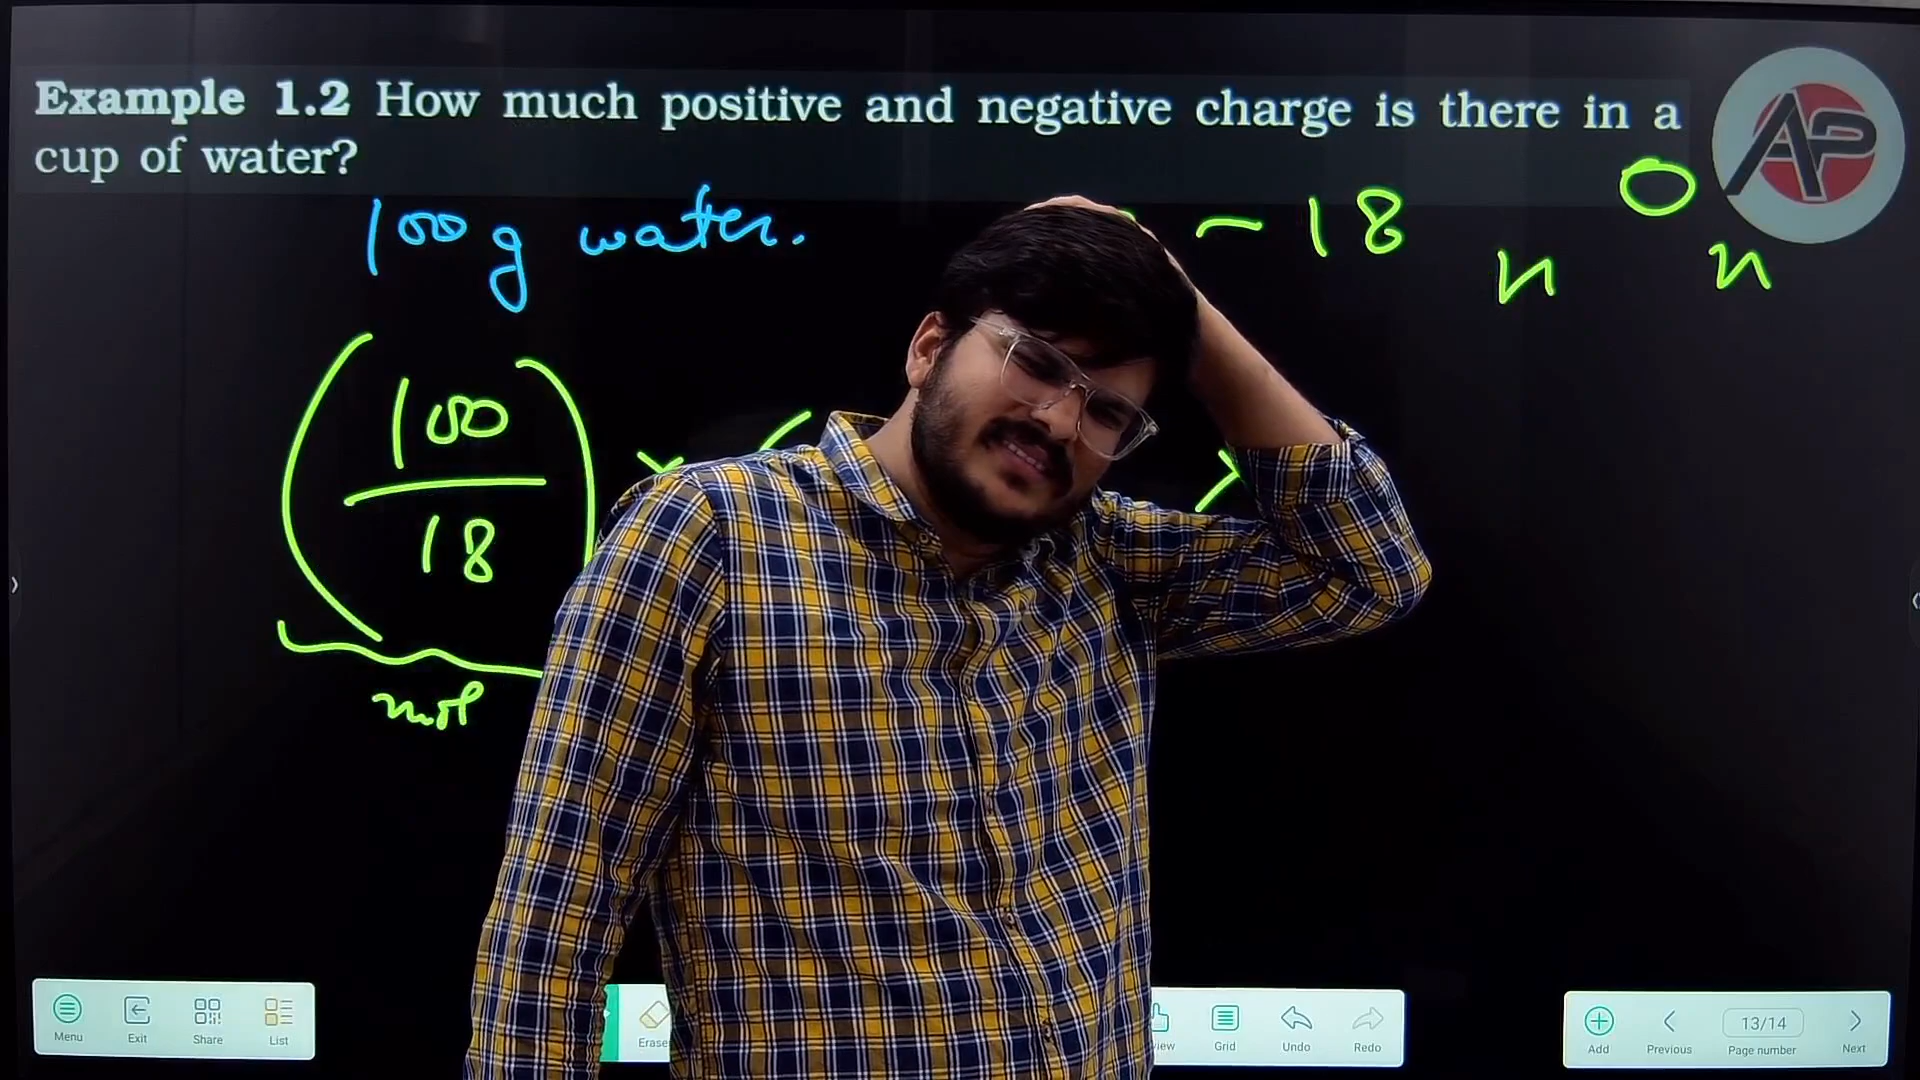 Example 1.2 How much positive and negative charge is there in a
cup of water?
AP
100 g water.
- 18
O
H
H
(100/18) ×
mol
Menu
Exit
Share
List
Grid
Undo
Redo
Add
Previous
13/14
Page number
Next